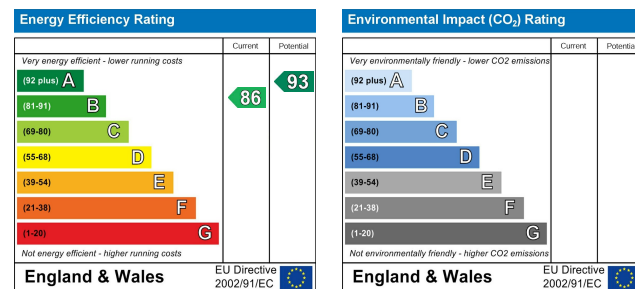 Energy Efficiency Rating
Current Potential
Very energy efficient - lower running costs
(92 plus) A
(81-91) B
(69-80) C
(55-68) D
(39-54) E
(21-38) F
(1-20) G
86
93
Not energy efficient - higher running costs
England & Wales
EU Directive
2002/91/EC
Environmental Impact (CO2) Rating
Current Potential
Very environmentally friendly - lower CO2 emissions
(92 plus) A
(81-91) B
(69-80) C
(55-68) D
(39-54) E
(21-38) F
(1-20) G
Not environmentally friendly - higher CO2 emissions
England & Wales
EU Directive
2002/91/EC